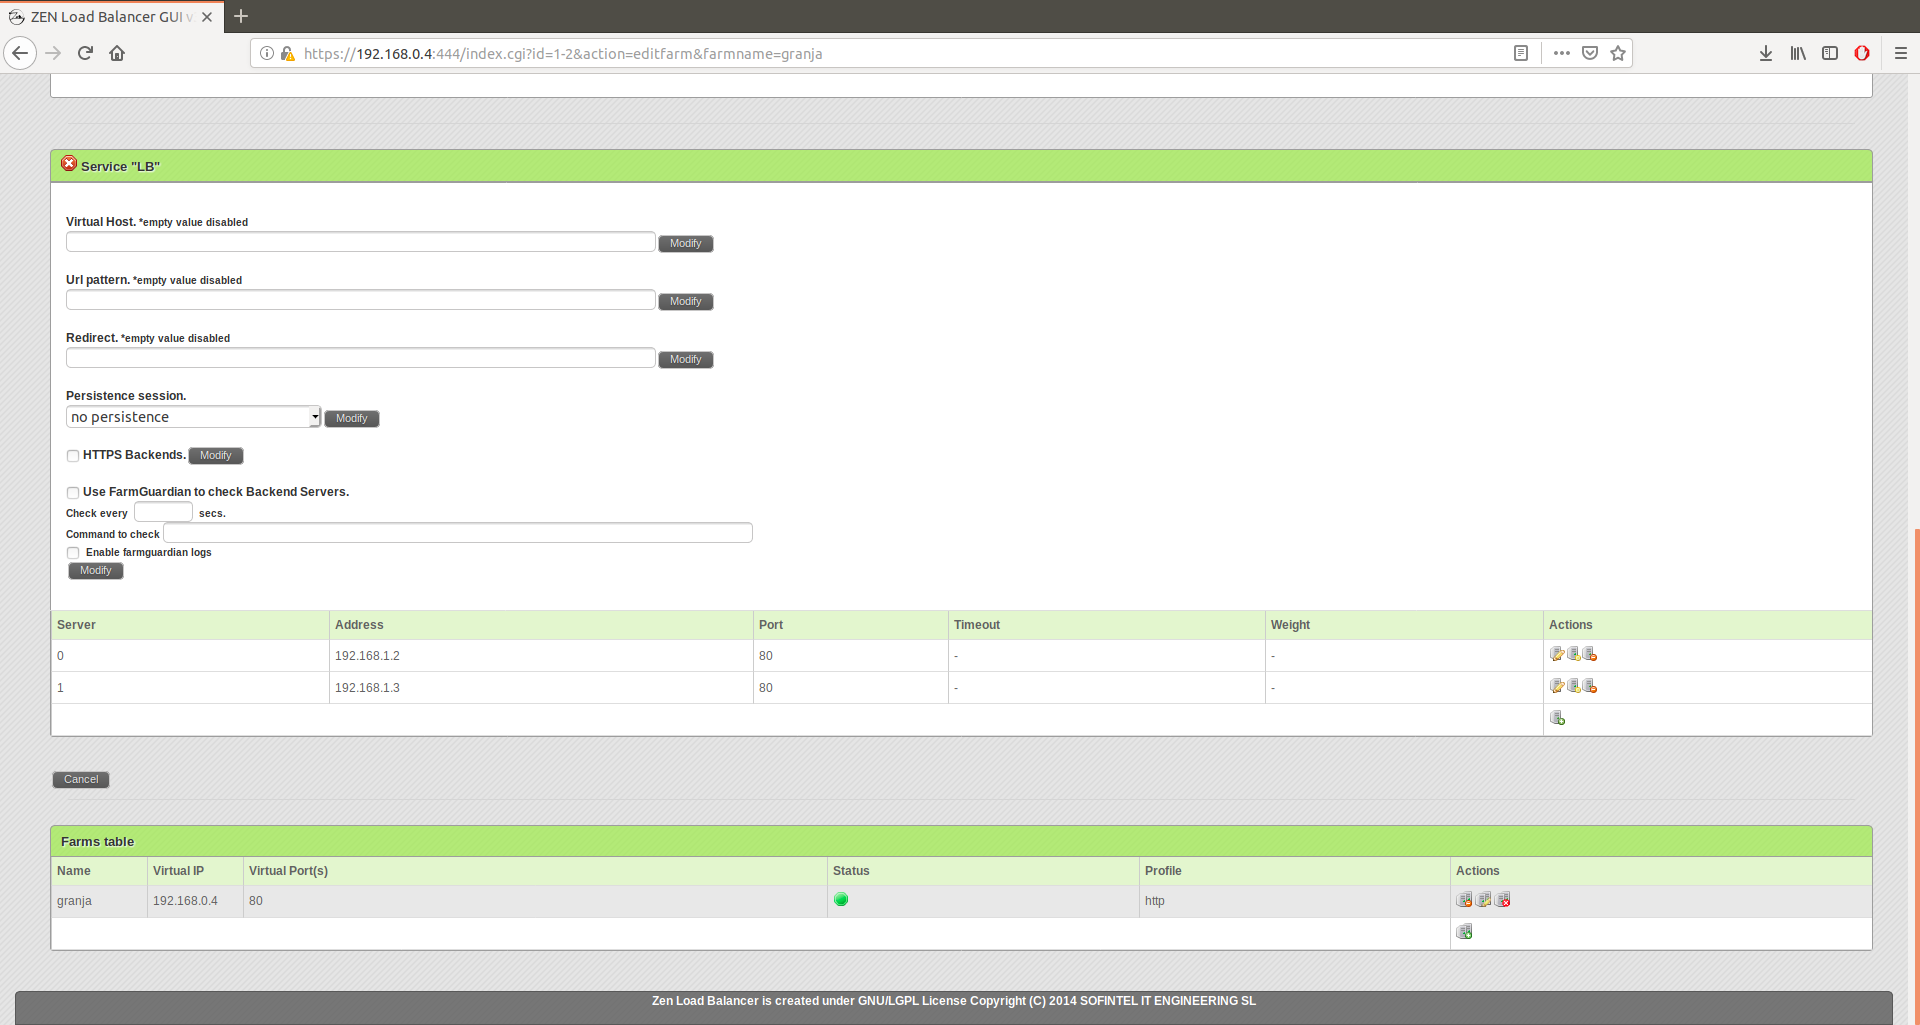 ZEN Load Balancer GUI v
https://192.168.0.4:444/index.cgi?id=1-2&action=editfarm&farmname=granja
Service "LB"
Virtual Host. *empty value disabled
Modify
Url pattern. *empty value disabled
Modify
Redirect. *empty value disabled
Modify
Persistence session.
no persistence Modify
HTTPS Backends. Modify
Use FarmGuardian to check Backend Servers.
Check every secs.
Command to check
Enable farmguardian logs
Modify
Server Address Port Timeout Weight Actions
0 192.168.1.2 80 - -
1 192.168.1.3 80 - -
Cancel
Farms table
Name Virtual IP Virtual Port(s) Status Profile Actions
granja 192.168.0.4 80 http
Zen Load Balancer is created under GNU/LGPL License Copyright (C) 2014 SOFINTEL IT ENGINEERING SL